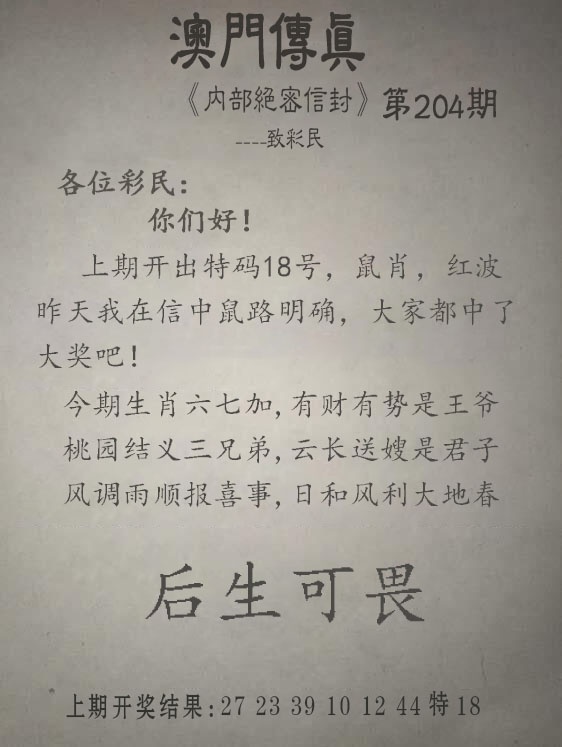 澳門傳真
《内部絕密信封》第204期
----致彩民
各位彩民：
你们好！
上期开出特码18号，鼠肖，红波
昨天我在信中鼠路明确，大家都中了
大奖吧！
今期生肖六七加，有财有势是王爷
桃园结义三兄弟，云长送嫂是君子
风调雨顺报喜事，日和风利大地春
后生可畏
上期开奖结果：27 23 39 10 12 44 特 18